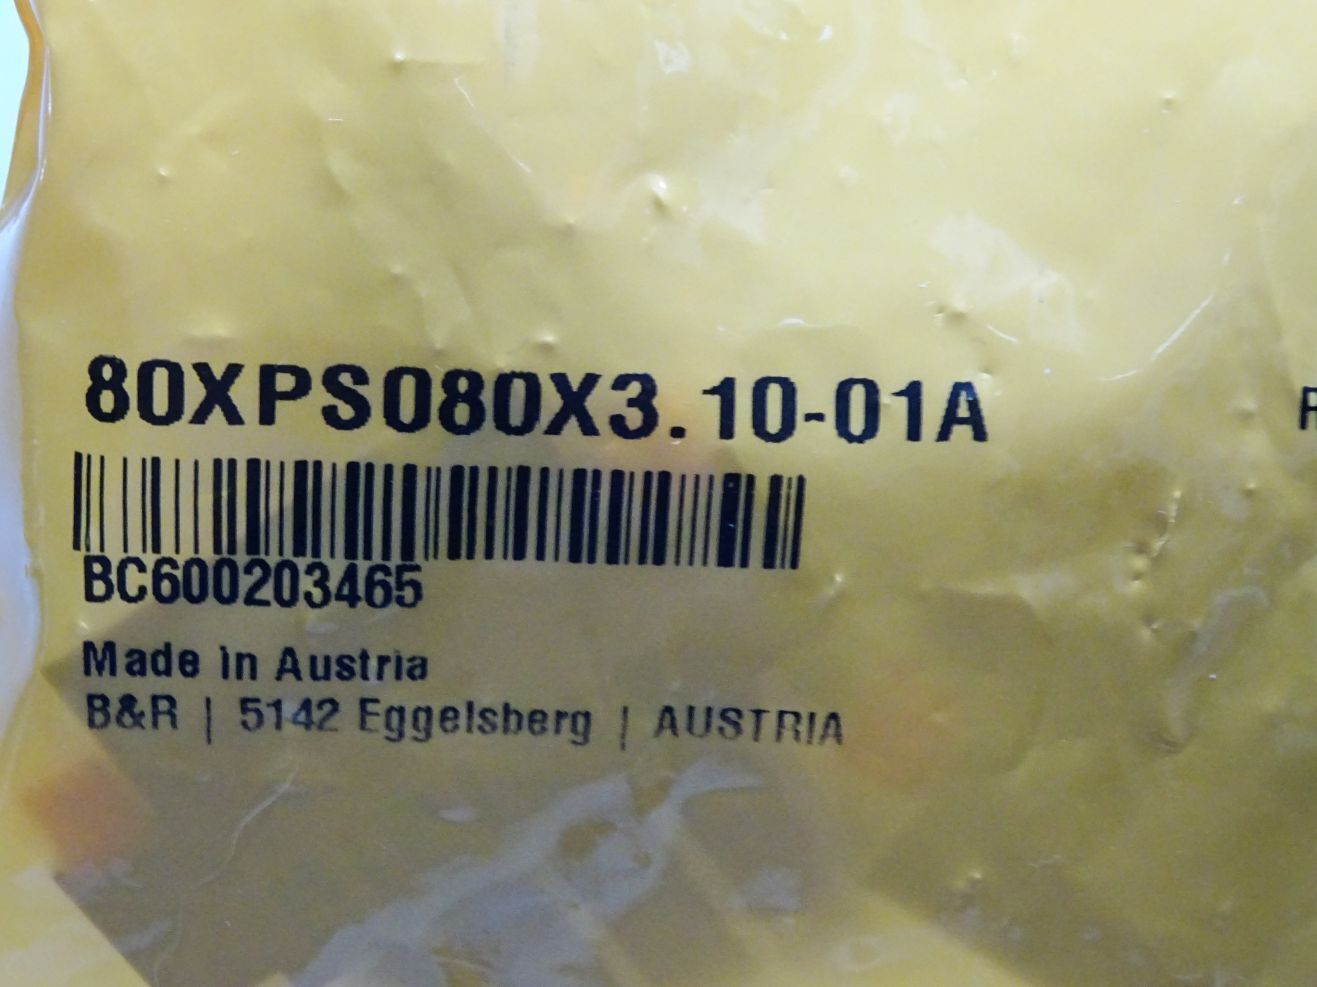 80XPS080X3.10-01A
R
BC600203465
Made in Austria
B&R | 5142 Eggelsberg | AUSTRIA